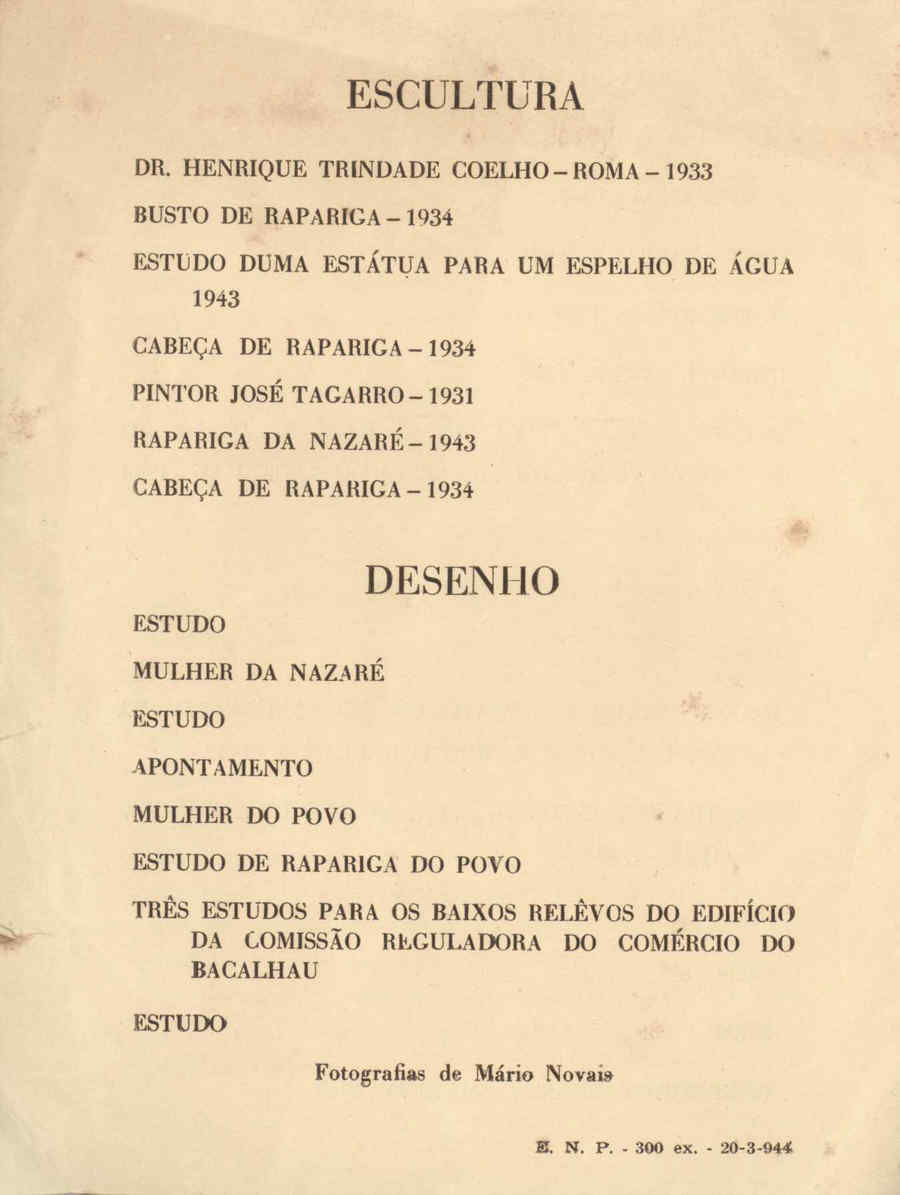 ESCULTURA
DR. HENRIQUE TRINDADE COELHO – ROMA – 1933
BUSTO DE RAPARIGA – 1934
ESTUDO DUMA ESTÁTUA PARA UM ESPELHO DE ÁGUA
1943
CABEÇA DE RAPARIGA – 1934
PINTOR JOSÉ TAGARRO – 1931
RAPARIGA DA NAZARÉ – 1943
CABEÇA DE RAPARIGA – 1934
DESENHO
ESTUDO
MULHER DA NAZARÉ
ESTUDO
APONTAMENTO
MULHER DO POVO
ESTUDO DE RAPARIGA DO POVO
TRÊS ESTUDOS PARA OS BAIXOS RELÊVOS DO EDIFÍCIO
DA COMISSÃO REGULADORA DO COMÉRCIO DO
BACALHAU
ESTUDO
Fotografias de Mário Novais
E. N. P. - 300 ex. - 20-3-944